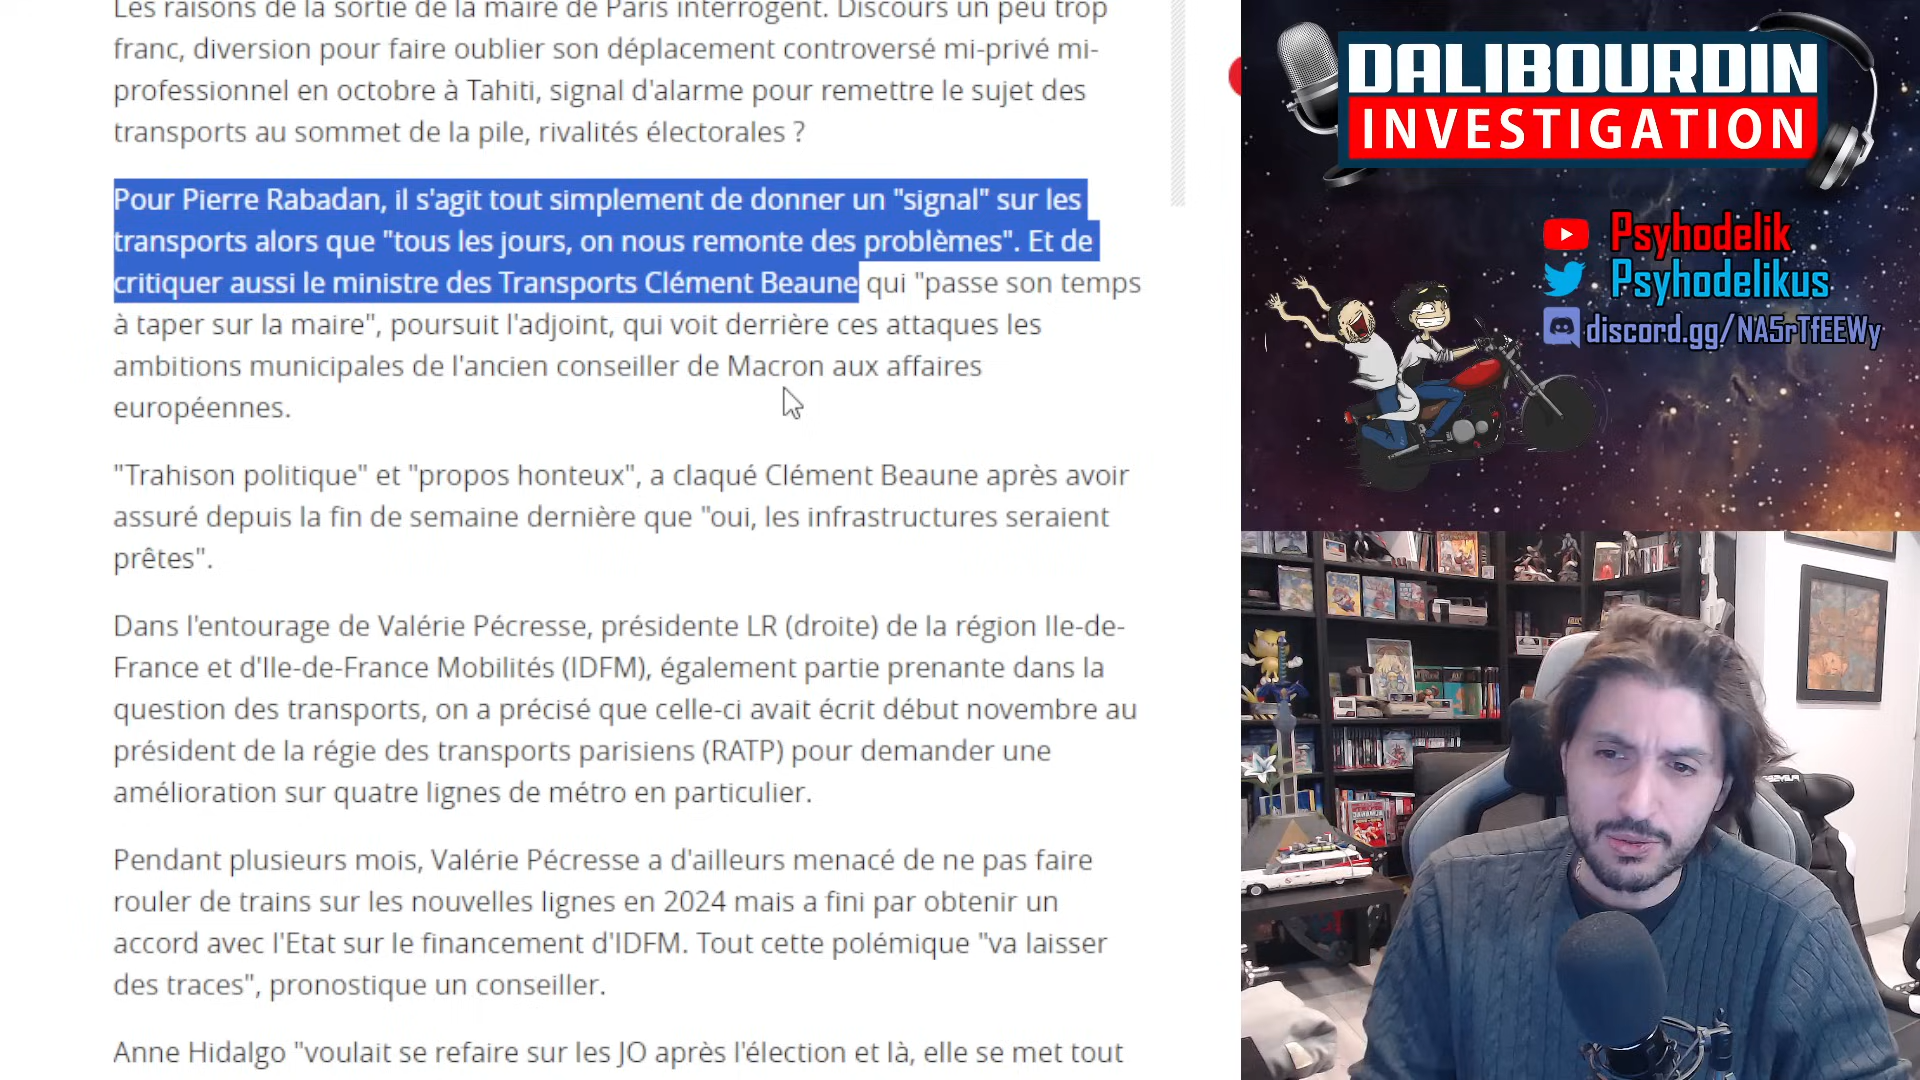 Les raisons de la sortie de la maire de Paris interrogent. Discours un peu trop
franc, diversion pour faire oublier son déplacement controversé mi-privé mi-
professionnel en octobre à Tahiti, signal d'alarme pour remettre le sujet des
transports au sommet de la pile, rivalités électorales ?
Pour Pierre Rabadan, il s'agit tout simplement de donner un "signal" sur les
transports alors que "tous les jours, on nous remonte des problèmes". Et de
critiquer aussi le ministre des Transports Clément Beaune qui "passe son temps
à taper sur la maire", poursuit l'adjoint, qui voit derrière ces attaques les
ambitions municipales de l'ancien conseiller de Macron aux affaires
européennes.
"Trahison politique" et "propos honteux", a claqué Clément Beaune après avoir
assuré depuis la fin de semaine dernière que "oui, les infrastructures seraient
prêtes".
Dans l'entourage de Valérie Pécresse, présidente LR (droite) de la région Ile-de-
France et d'Ile-de-France Mobilités (IDFM), également partie prenante dans la
question des transports, on a précisé que celle-ci avait écrit début novembre au
président de la régie des transports parisiens (RATP) pour demander une
amélioration sur quatre lignes de métro en particulier.
Pendant plusieurs mois, Valérie Pécresse a d'ailleurs menacé de ne pas faire
rouler de trains sur les nouvelles lignes en 2024 mais a fini par obtenir un
accord avec l'Etat sur le financement d'IDFM. Tout cette polémique "va laisser
des traces", pronostique un conseiller.
Anne Hidalgo "voulait se refaire sur les JO après l'élection et là, elle se met tout
DALIBOURDIN
INVESTIGATION
Psyhodelik
Psyhodelikus
discord.gg/NA5rTfEEWy